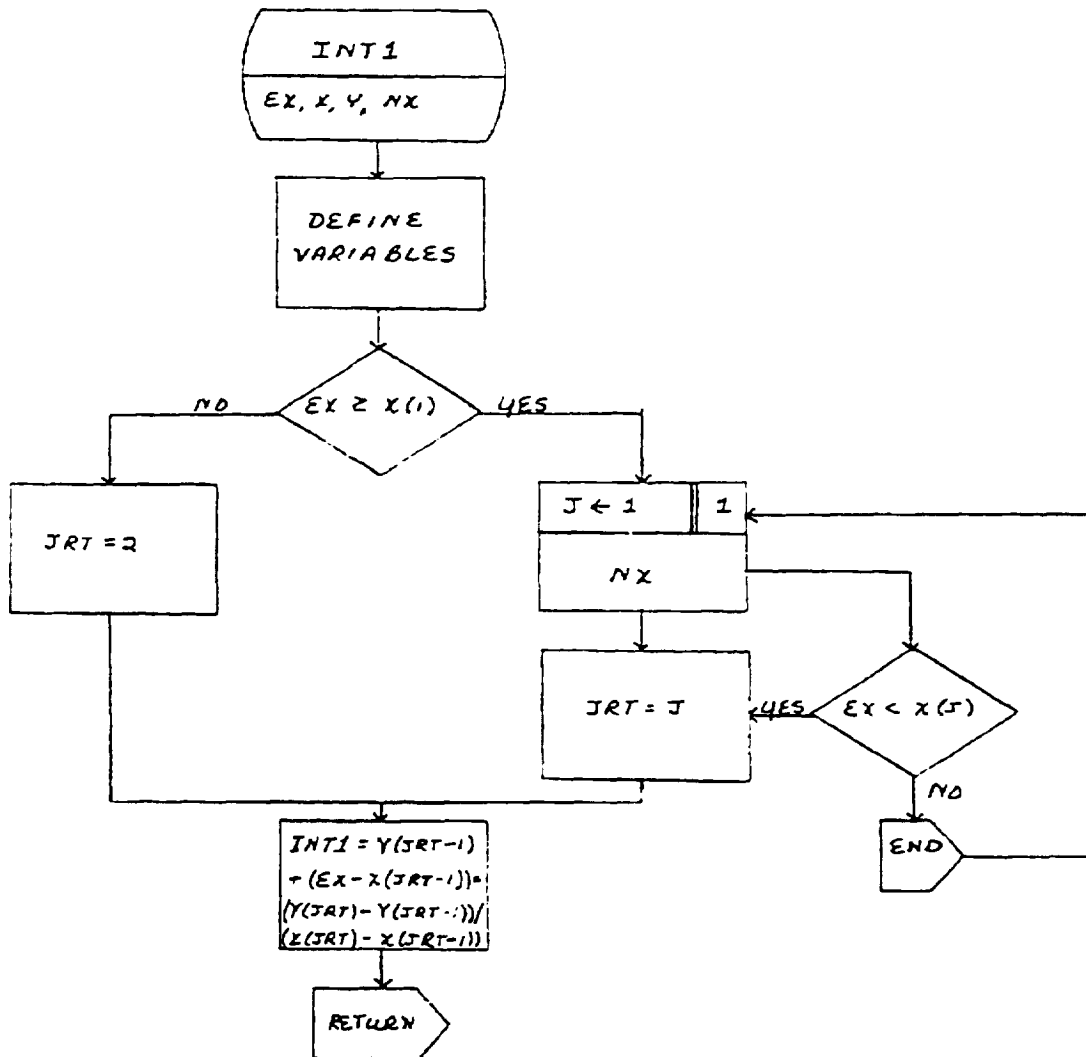 INT1
EX, X, Y, NX
DEFINE
VARIABLES
EX ≥ X(1)
NO
YES
JRT = 2
J ← 1
1
NX
JRT = J
YES
EX < X(J)
NO
END
INT1 = Y(JRT-1)
+ (EX-X(JRT-1))*
(Y(JRT)-Y(JRT-1))/
(X(JRT)-X(JRT-1))
RETURN